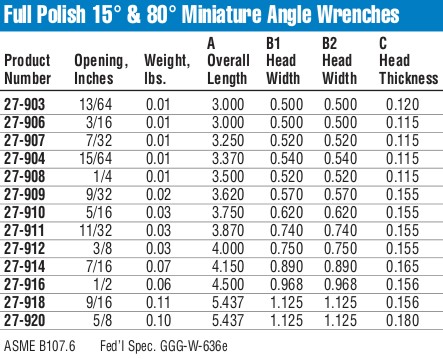 Full Polish 15° & 80° Miniature Angle Wrenches
A B1 B2 C
Product Opening, Weight, Overall Head Head Head
Number Inches lbs. Length Width Width Thickness
27-903 13/64 0.01 3.000 0.500 0.500 0.120
27-906 3/16 0.01 3.000 0.500 0.500 0.115
27-907 7/32 0.01 3.250 0.520 0.520 0.115
27-904 15/64 0.01 3.370 0.540 0.540 0.120
27-908 1/4 0.01 3.500 0.520 0.520 0.115
27-909 9/32 0.02 3.620 0.570 0.570 0.155
27-910 5/16 0.03 3.750 0.620 0.620 0.155
27-911 11/32 0.03 3.870 0.740 0.740 0.155
27-912 3/8 0.03 4.000 0.750 0.750 0.155
27-914 7/16 0.07 4.150 0.890 0.890 0.165
27-916 1/2 0.06 4.500 0.968 0.968 0.156
27-918 9/16 0.11 5.437 1.125 1.125 0.156
27-920 5/8 0.10 5.437 1.125 1.125 0.180
ASME B107.6 Fed'l Spec. GGG-W-636e